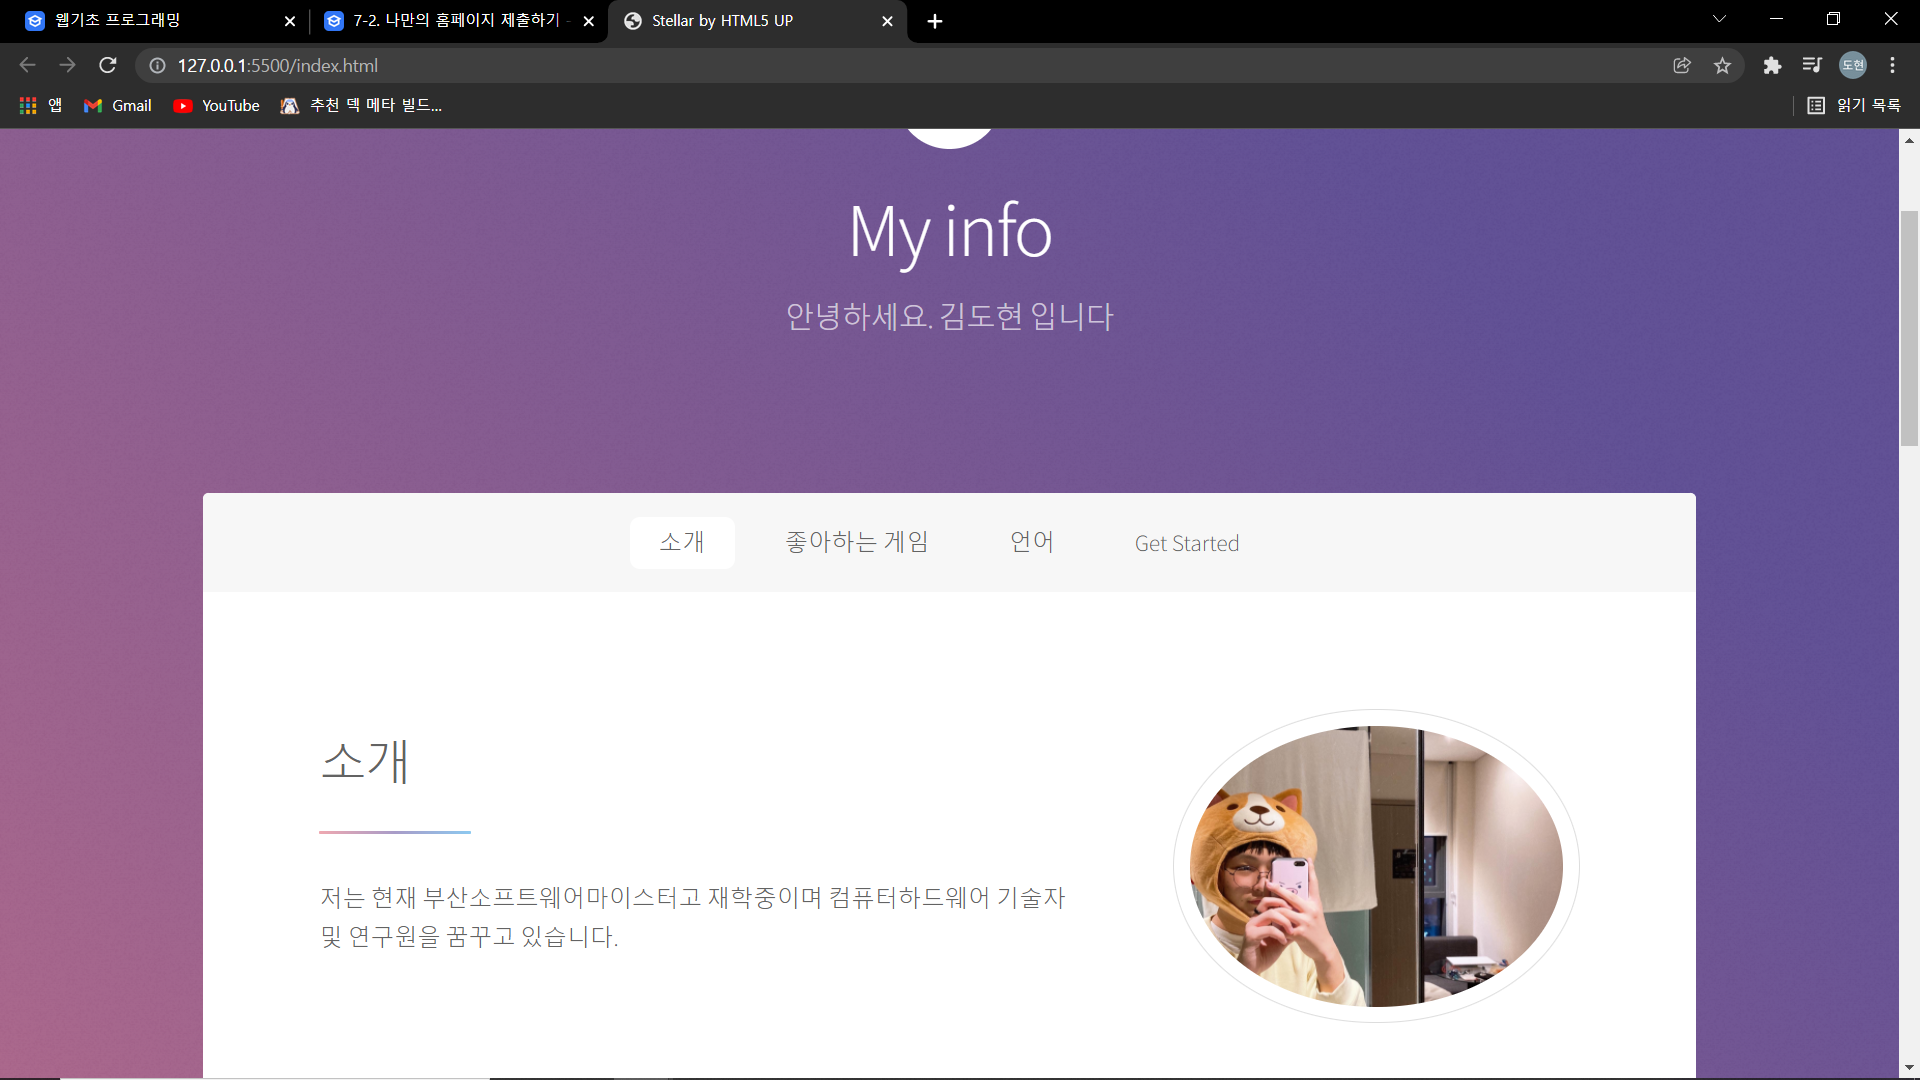 웹기초 프로그래밍
7-2. 나만의 홈페이지 제출하기 -
Stellar by HTML5 UP
127.0.0.1:5500/index.html
도현
앱
Gmail
YouTube
추천 덱 메타 빌드...
읽기 목록
My info
안녕하세요. 김도현 입니다
소개
좋아하는 게임
언어
Get Started
소개
저는 현재 부산소프트웨어마이스터고 재학중이며 컴퓨터하드웨어 기술자
및 연구원을 꿈꾸고 있습니다.